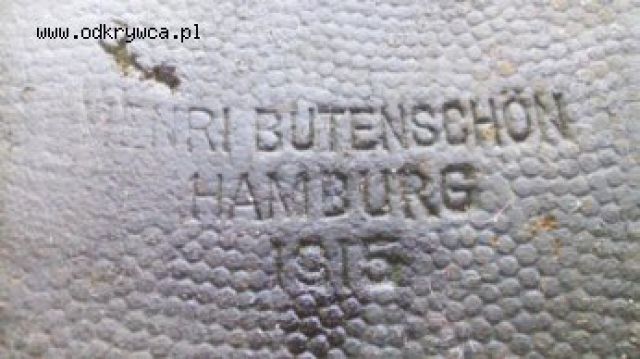 www.odkrywca.pl
HENRI BUTENSCHÖN
HAMBURG
1915